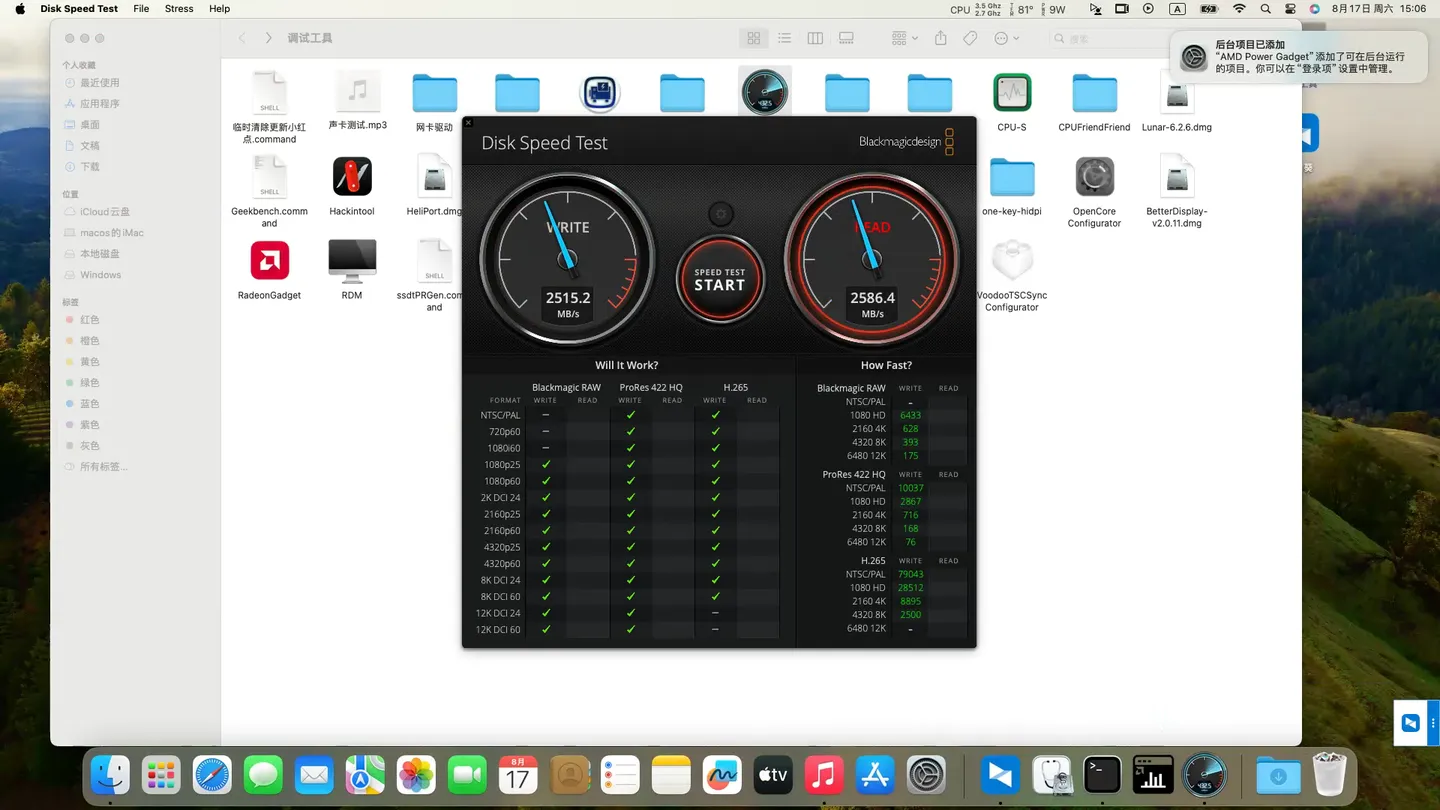 Disk Speed Test File Stress Help
CPU 3.5 Ghz 2.7 Ghz 81° 9W A 8月17日 周六 15:06
调试工具
搜索
后台项目已添加
“AMD Power Gadget”添加了可在后台运行
的项目。你可以在“登录项”设置中管理。
个人收藏
最近使用
应用程序
桌面
文稿
下载
位置
iCloud云盘
macos的iMac
本地磁盘
Windows
标签
红色
橙色
黄色
绿色
蓝色
紫色
灰色
所有标签...
SHELL
临时清除更新小红
点.command
声卡测试.mp3
网卡驱动
CPU-S
CPUFriendFriend
Lunar-6.2.6.dmg
SHELL
Geekbench.comm
and
Hackintool
HeliPort.dmg
one-key-hidpi
OpenCore
Configurator
BetterDisplay-
v2.0.11.dmg
RadeonGadget
RDM
SHELL
ssdtPRGen.com
and
VoodooTSCSync
Configurator
Disk Speed Test
Blackmagicdesign
WRITE
2515.2
MB/s
SPEED TEST
START
READ
2586.4
MB/s
Will It Work?
Blackmagic RAW ProRes 422 HQ H.265
FORMAT WRITE READ WRITE READ WRITE READ
NTSC/PAL – ✓ ✓
720p60 – ✓ ✓
1080i60 – ✓ ✓
1080p25 ✓ ✓ ✓
1080p60 ✓ ✓ ✓
2K DCI 24 ✓ ✓ ✓
2160p25 ✓ ✓ ✓
2160p60 ✓ ✓ ✓
4320p25 ✓ ✓ ✓
4320p60 ✓ ✓ ✓
8K DCI 24 ✓ ✓ ✓
8K DCI 60 ✓ ✓ ✓
12K DCI 24 ✓ ✓ –
12K DCI 60 ✓ ✓ –
How Fast?
Blackmagic RAW WRITE READ
NTSC/PAL –
1080 HD 6433
2160 4K 628
4320 8K 393
6480 12K 175
ProRes 422 HQ WRITE READ
NTSC/PAL 10037
1080 HD 2867
2160 4K 716
4320 8K 168
6480 12K 76
H.265 WRITE READ
NTSC/PAL 79043
1080 HD 28512
2160 4K 8895
4320 8K 2500
6480 12K –
8月
17
tv